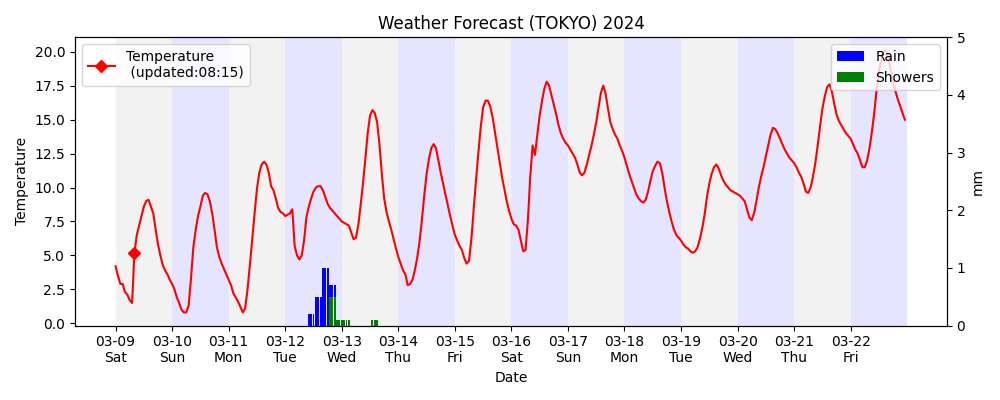 Weather Forecast (TOKYO) 2024
Temperature
(updated:08:15)
Rain
Showers
Temperature
20.0
17.5
15.0
12.5
10.0
7.5
5.0
2.5
0.0
5
4
3
2
1
0
mm
03-09 03-10 03-11 03-12 03-13 03-14 03-15 03-16 03-17 03-18 03-19 03-20 03-21 03-22
Sat Sun Mon Tue Wed Thu Fri Sat Sun Mon Tue Wed Thu Fri
Date